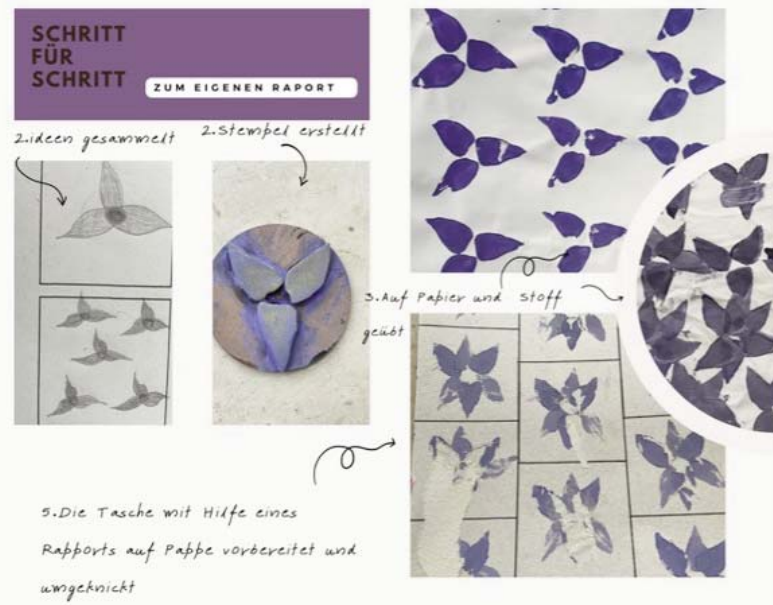 SCHRITT
FÜR
SCHRITT
ZUM EIGENEN RAPORT
2.ideen gesammelt
2.Stempel erstellt
3.Auf Papier und Stoff
geübt
5.Die Tasche mit Hilfe eines
Rapports auf Pappe vorbereitet und
umgeknickt